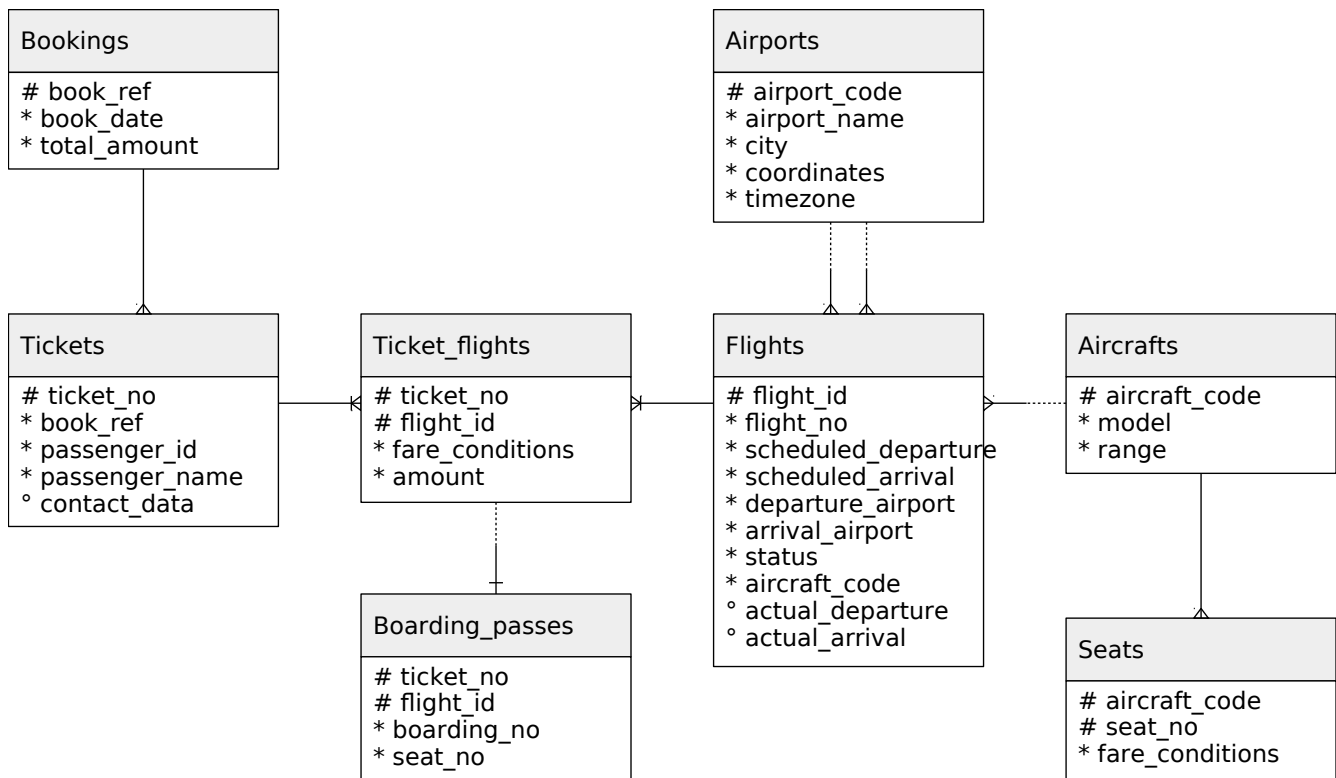 Bookings
# book_ref
* book_date
* total_amount
Airports
# airport_code
* airport_name
* city
* coordinates
* timezone
Tickets
# ticket_no
* book_ref
* passenger_id
* passenger_name
° contact_data
Ticket_flights
# ticket_no
# flight_id
* fare_conditions
* amount
Flights
# flight_id
* flight_no
* scheduled_departure
* scheduled_arrival
* departure_airport
* arrival_airport
* status
* aircraft_code
° actual_departure
° actual_arrival
Aircrafts
# aircraft_code
* model
* range
Boarding_passes
# ticket_no
# flight_id
* boarding_no
* seat_no
Seats
# aircraft_code
# seat_no
* fare_conditions